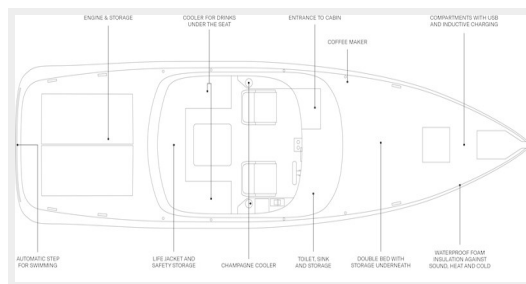 ENGINE & STORAGE
COOLER FOR DRINKS
UNDER THE SEAT
ENTRANCE TO CABIN
COMPARTMENTS WITH USB
AND INDUCTIVE CHARGING
COFFEE MAKER
AUTOMATIC STEP
FOR SWIMMING
LIFE JACKET AND
SAFETY STORAGE
CHAMPAGNE COOLER
TOILET, SINK
AND STORAGE
DOUBLE BED WITH
STORAGE UNDERNEATH
WATERPROOF FOAM
INSULATION AGAINST
SOUND, HEAT AND COLD